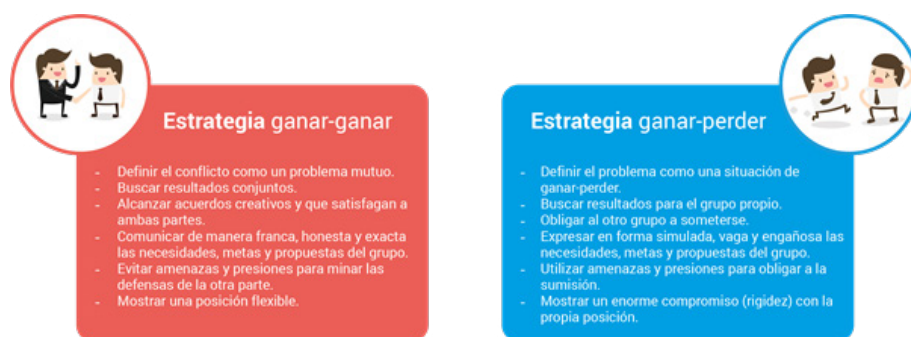 Estrategia ganar-ganar
- Definir el conflicto como un problema mutuo.
- Buscar resultados conjuntos.
- Alcanzar acuerdos creativos y que satisfagan a
ambas partes.
- Comunicar de manera franca, honesta y exacta
las necesidades, metas y propuestas del grupo.
- Evitar amenazas y presiones para minar las
defensas de la otra parte.
- Mostrar una posición flexible.
Estrategia ganar-perder
- Definir el problema como una situación de
ganar-perder.
- Buscar resultados para el grupo propio.
- Obligar al otro grupo a someterse.
- Expresar en forma simulada, vaga y engañosa las
necesidades, metas y propuestas del grupo.
- Utilizar amenazas y presiones para obligar a la
sumisión.
- Mostrar un enorme compromiso (rigidez) con la
propia posición.